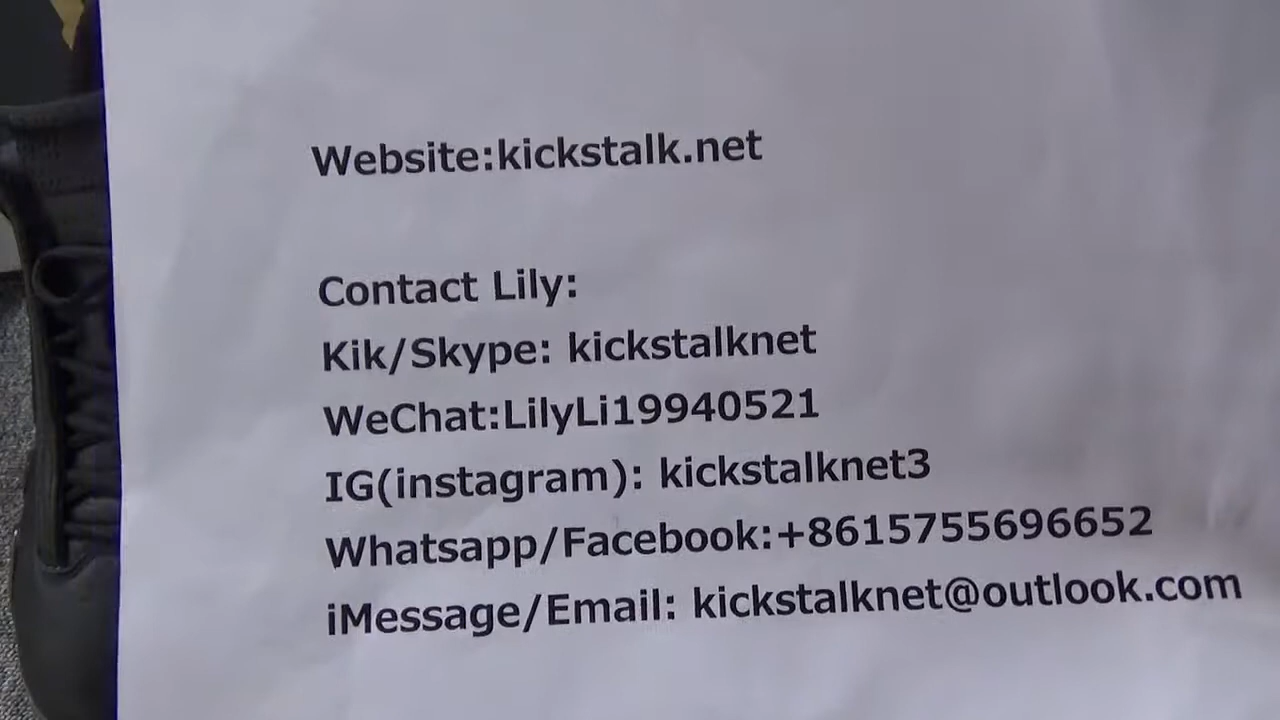 Website:kickstalk.net
Contact Lily:
Kik/Skype: kickstalknet
WeChat:LilyLi19940521
IG(instagram): kickstalknet3
Whatsapp/Facebook:+8615755696652
iMessage/Email: kickstalknet@outlook.com